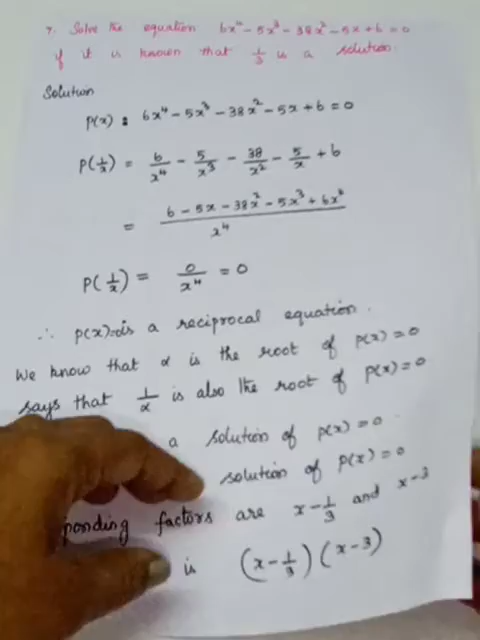 7. Solve the equation 6x⁴ - 5x³ - 38x² - 5x + 6 = 0
if it is known that 1/3 is a solution.
Solution
P(x) : 6x⁴ - 5x³ - 38x² - 5x + 6 = 0
P(1/x) = 6/x⁴ - 5/x³ - 38/x² - 5/x + 6
= (6 - 5x - 38x² - 5x³ + 6x⁴)/x⁴
P(1/x) = 0/x⁴ = 0
∴ P(x)=0 is a reciprocal equation.
We know that α is the root of P(x) = 0
says that 1/α is also the root of P(x) = 0
a solution of P(x) = 0
solution of P(x) = 0
ponding factors are x - 1/3 and x - 3
is (x - 1/3)(x - 3)